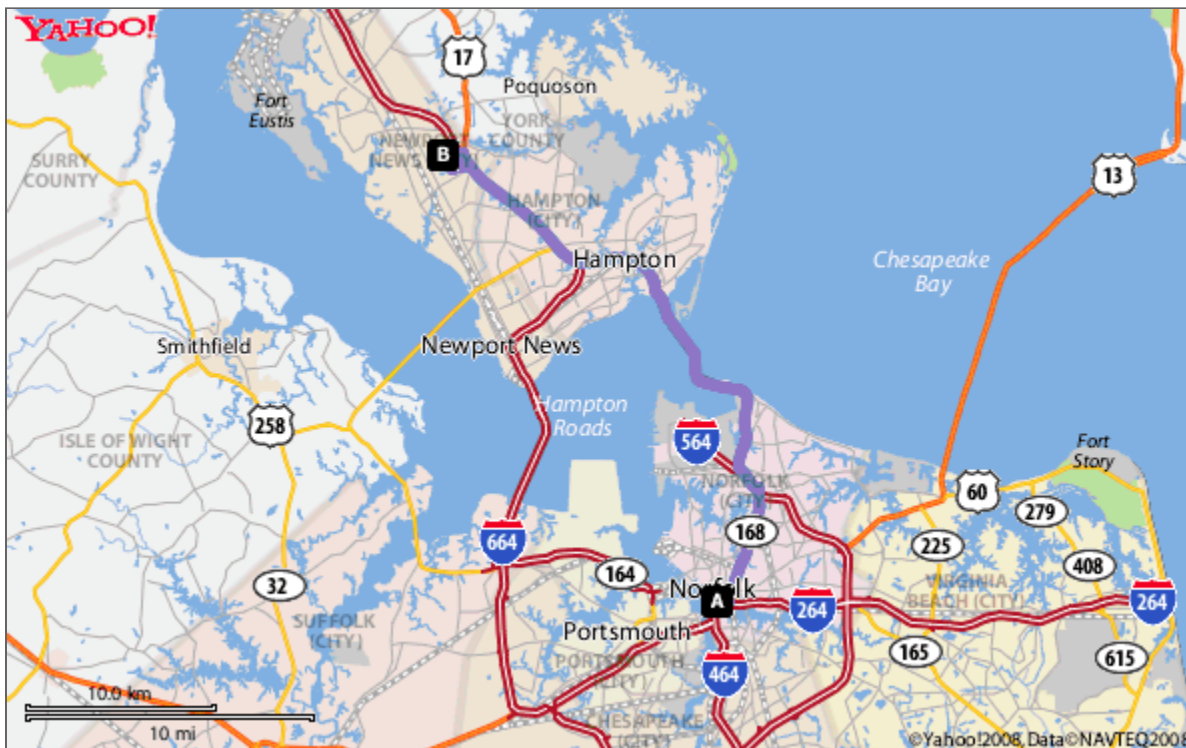 YAHOO!
17
Poquoson
Fort
Eustis
YORK
COUNTY
NEWPORT
NEWS
B
SURRY
COUNTY
13
HAMPTON
(CITY)
Hampton
Chesapeake
Bay
Smithfield
Newport News
Hampton
Roads
258
ISLE OF WIGHT
COUNTY
564
Fort
Story
NORFOLK
(CITY)
60
279
168
664
225
164
408
32
Norfolk
A
264
VIRGINIA
BEACH (CITY)
264
SUFFOLK
(CITY)
Portsmouth
165
615
PORTSMOUTH
(CITY)
464
10.0 km
CHESAPEAKE
(CITY)
10 mi
©Yahoo!2008, Data©NAVTEQ2008